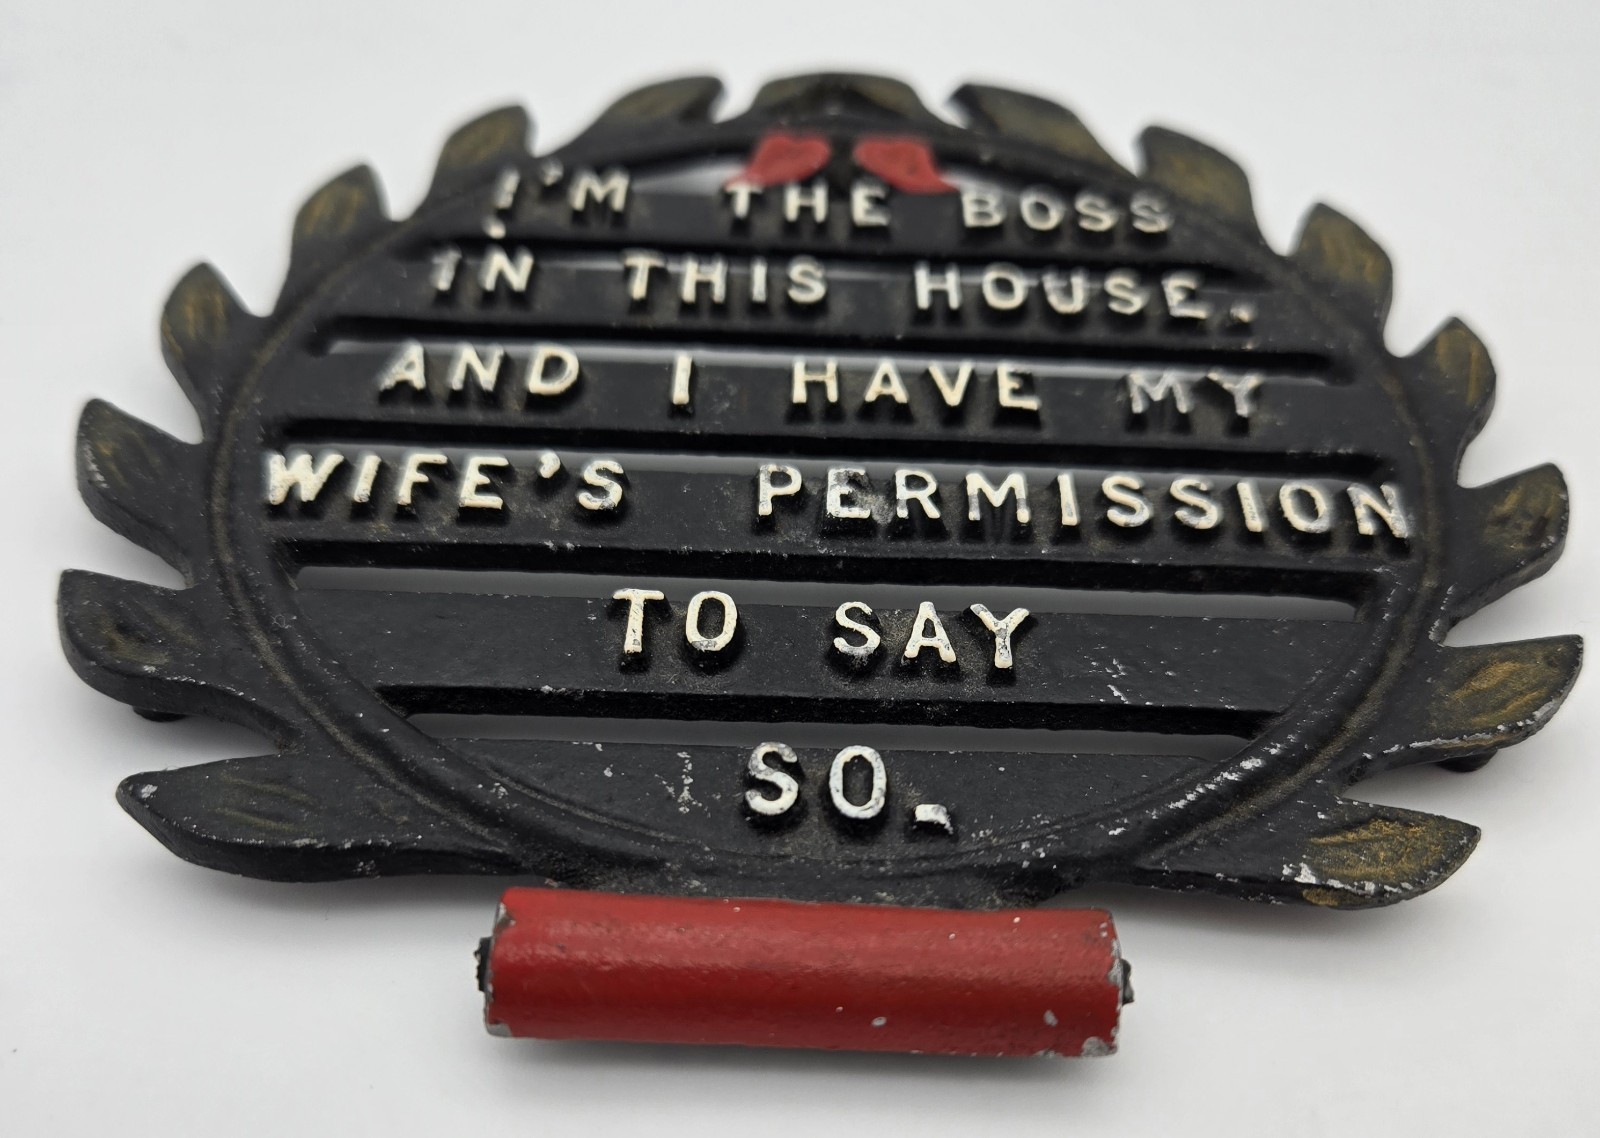 I'M THE BOSS
IN THIS HOUSE.
AND I HAVE MY
WIFE'S PERMISSION
TO SAY
SO.